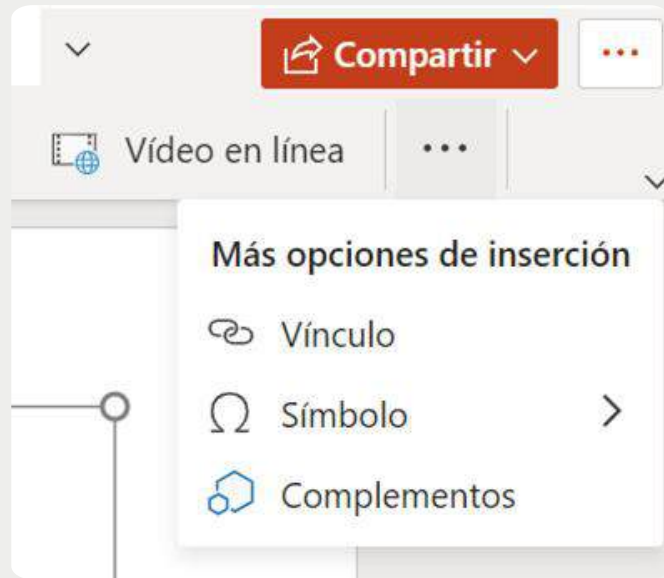 Compartir
Vídeo en línea
Más opciones de inserción
Vínculo
Símbolo
Complementos